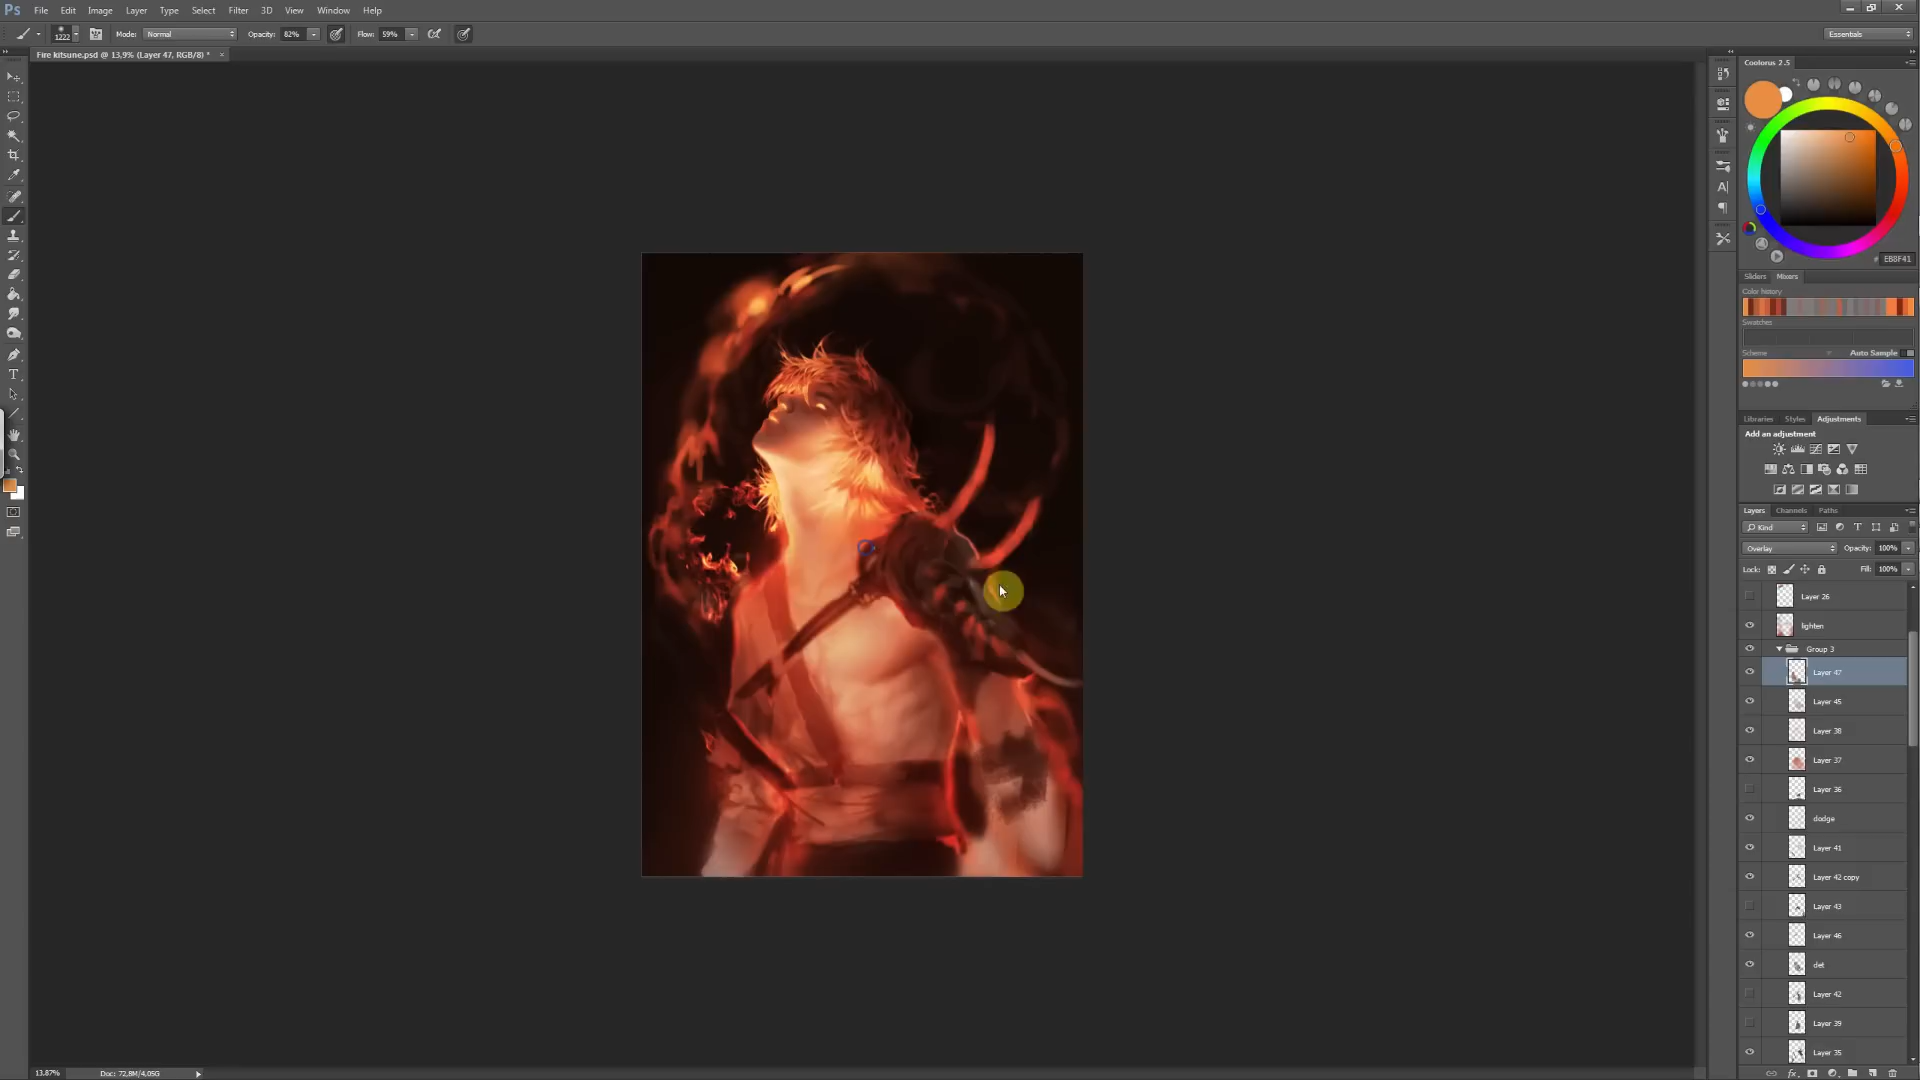 Ps File Edit Image Layer Type Select Filter 3D View Window Help
1222 Mode: Normal Opacity: 82% Flow: 59% Essentials
Fire kitsune.psd @ 13,9% (Layer 47, RGB/8) * ×
Coolorus 2.5
EB8F41
Sliders Mixers
Color history
Swatches
Scheme Auto Sample
Libraries Styles Adjustments
Add an adjustment
Layers Channels Paths
Kind
Overlay Opacity: 100%
Lock: Fill: 100%
Layer 26
lighten
Group 3
Layer 47
Layer 45
Layer 38
Layer 37
Layer 36
dodge
Layer 41
Layer 42 copy
Layer 43
Layer 46
det
Layer 42
Layer 39
Layer 35
13.87% Doc: 72,8M/4,05G